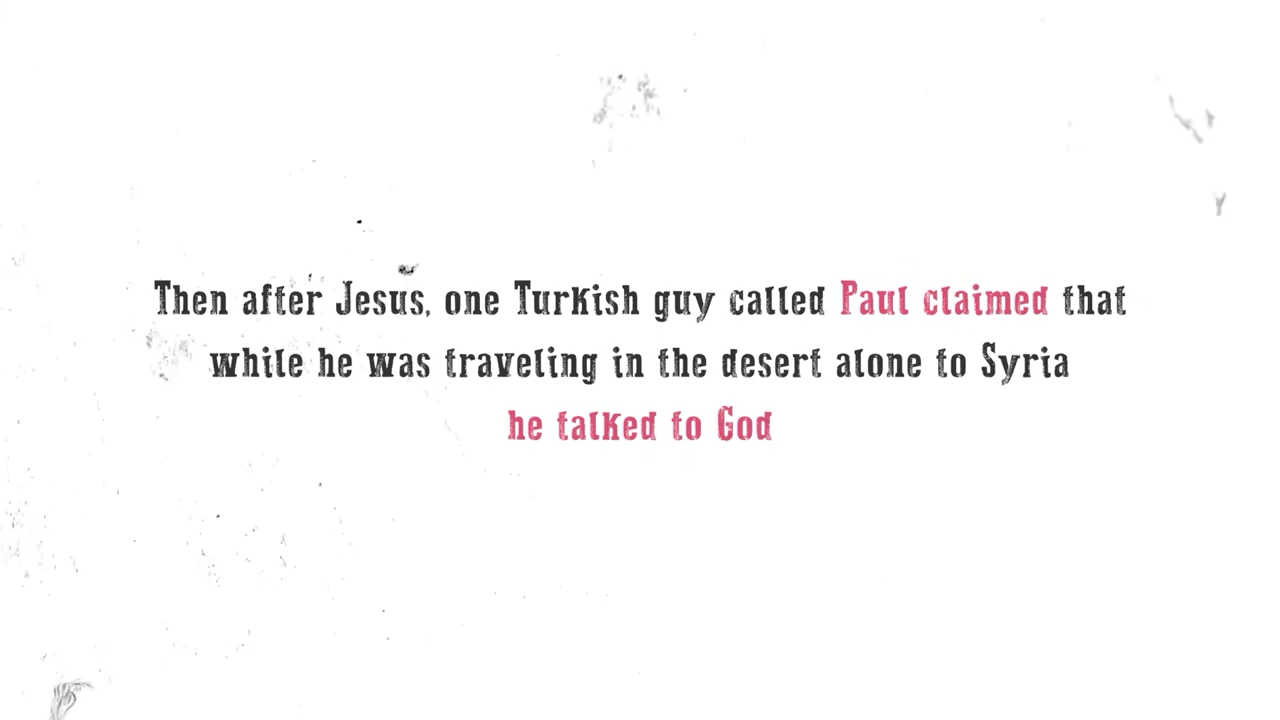 Then after Jesus, one Turkish guy called Paul claimed that
while he was traveling in the desert alone to Syria
he talked to God